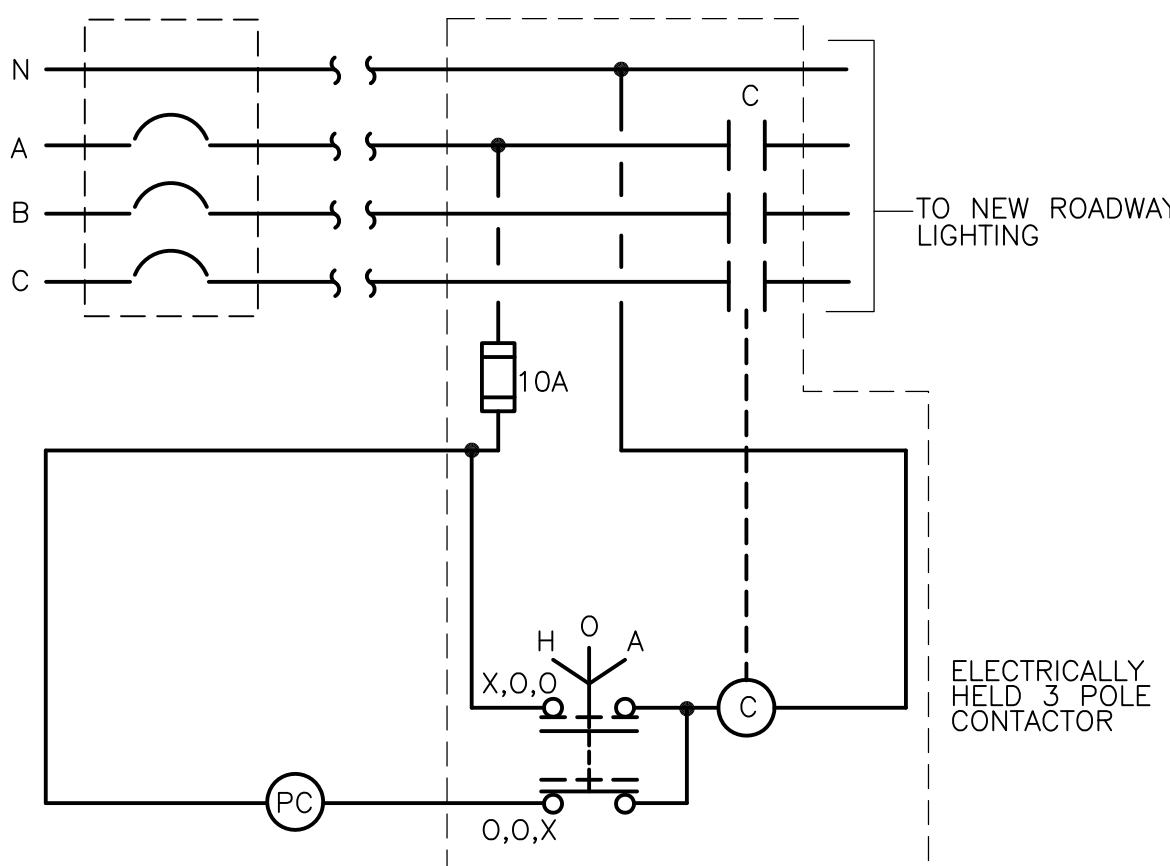 N
C
A
B
TO NEW ROADWAY
LIGHTING
C
10A
O
H
A
X,O,O
C
ELECTRICALLY
HELD 3 POLE
CONTACTOR
PC
O,O,X